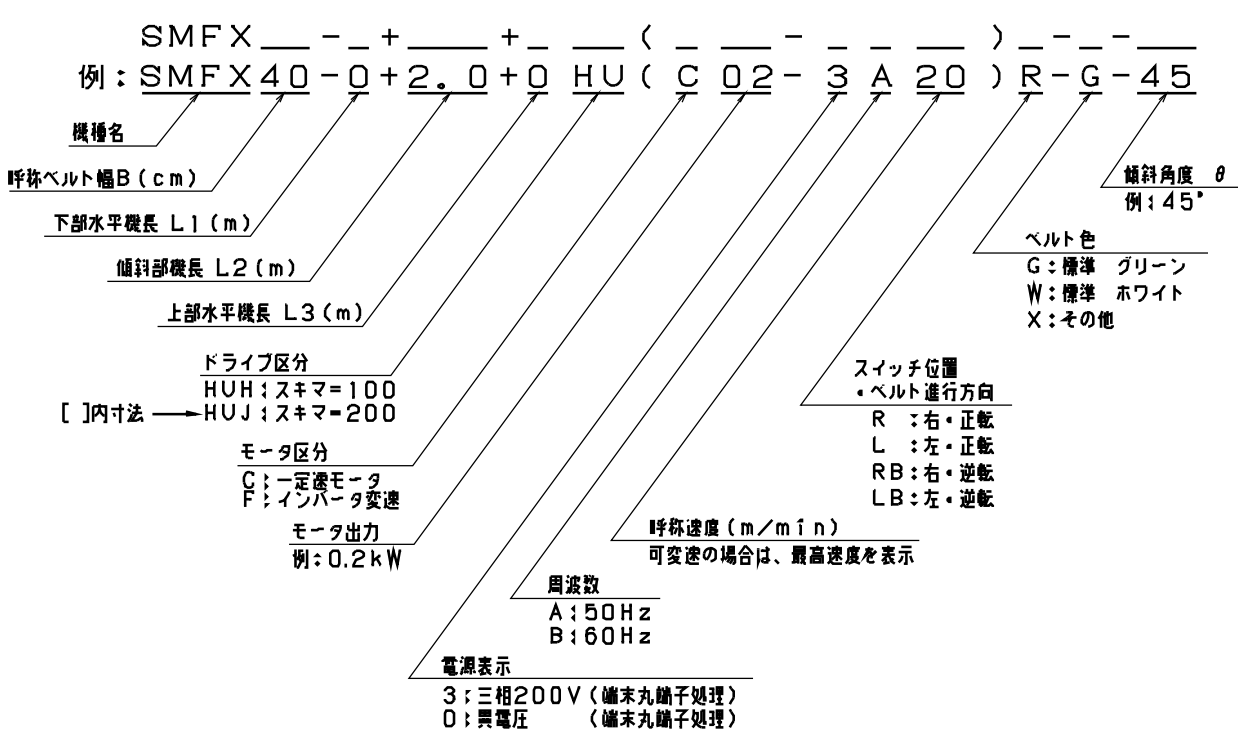 SMFX__-_+___+_ __(_ __-_ _ __)_-_-__
例:SMFX40-0+2.0+0 HU(C 02-3 A 20)R-G-45
機種名
呼称ベルト幅B(cm)
下部水平機長 L1(m)
傾斜部機長 L2(m)
上部水平機長 L3(m)
ドライブ区分
HUH:スキマ=100
[ ]内寸法 → HUJ:スキマ=200
モータ区分
C:一定速モータ
F:インバータ変速
モータ出力
例:0.2kW
電源表示
3:三相200V(端末丸端子処理)
0:異電圧 (端末丸端子処理)
周波数
A:50Hz
B:60Hz
呼称速度(m/min)
可変速の場合は、最高速度を表示
スイッチ位置
・ベルト進行方向
R :右・正転
L :左・正転
RB:右・逆転
LB:左・逆転
ベルト色
G:標準 グリーン
W:標準 ホワイト
X:その他
傾斜角度 θ
例:45°